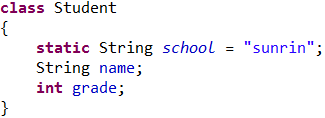 class Student
{
    static String school = "sunrin";
    String name;
    int grade;
}